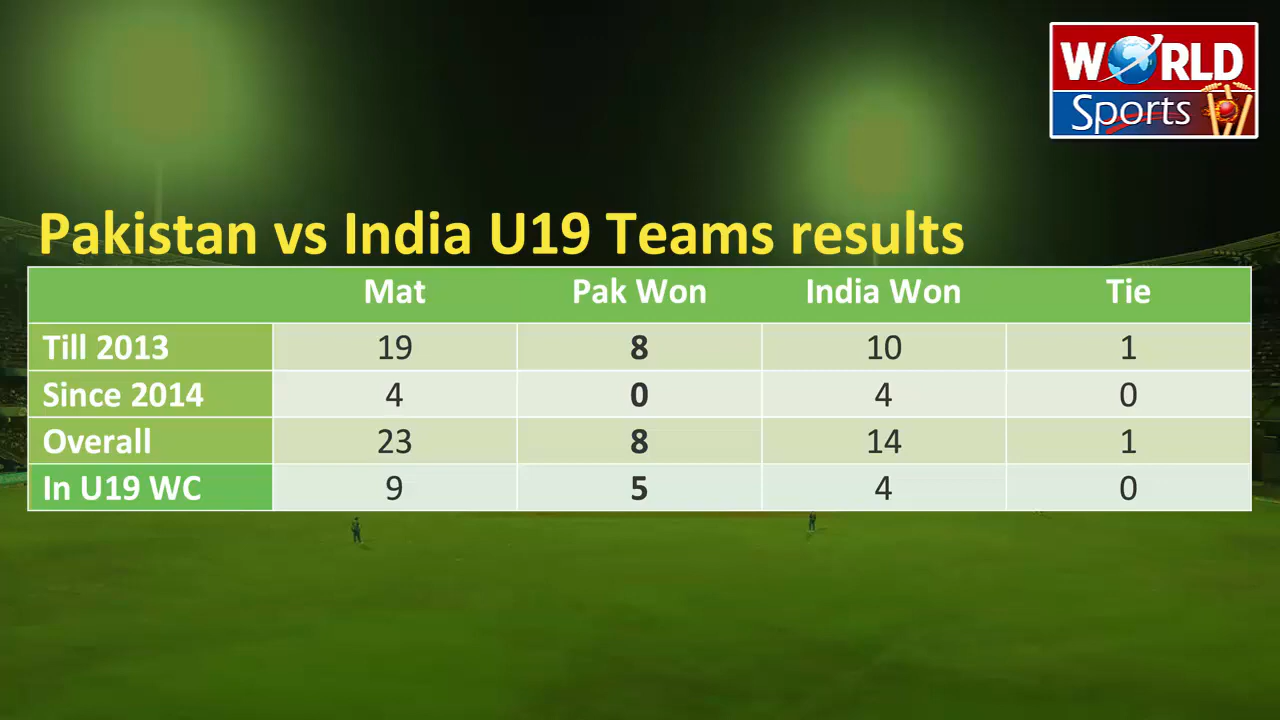 WORLD
Sports
Pakistan vs India U19 Teams results
Mat Pak Won India Won Tie
Till 2013 19 8 10 1
Since 2014 4 0 4 0
Overall 23 8 14 1
In U19 WC 9 5 4 0